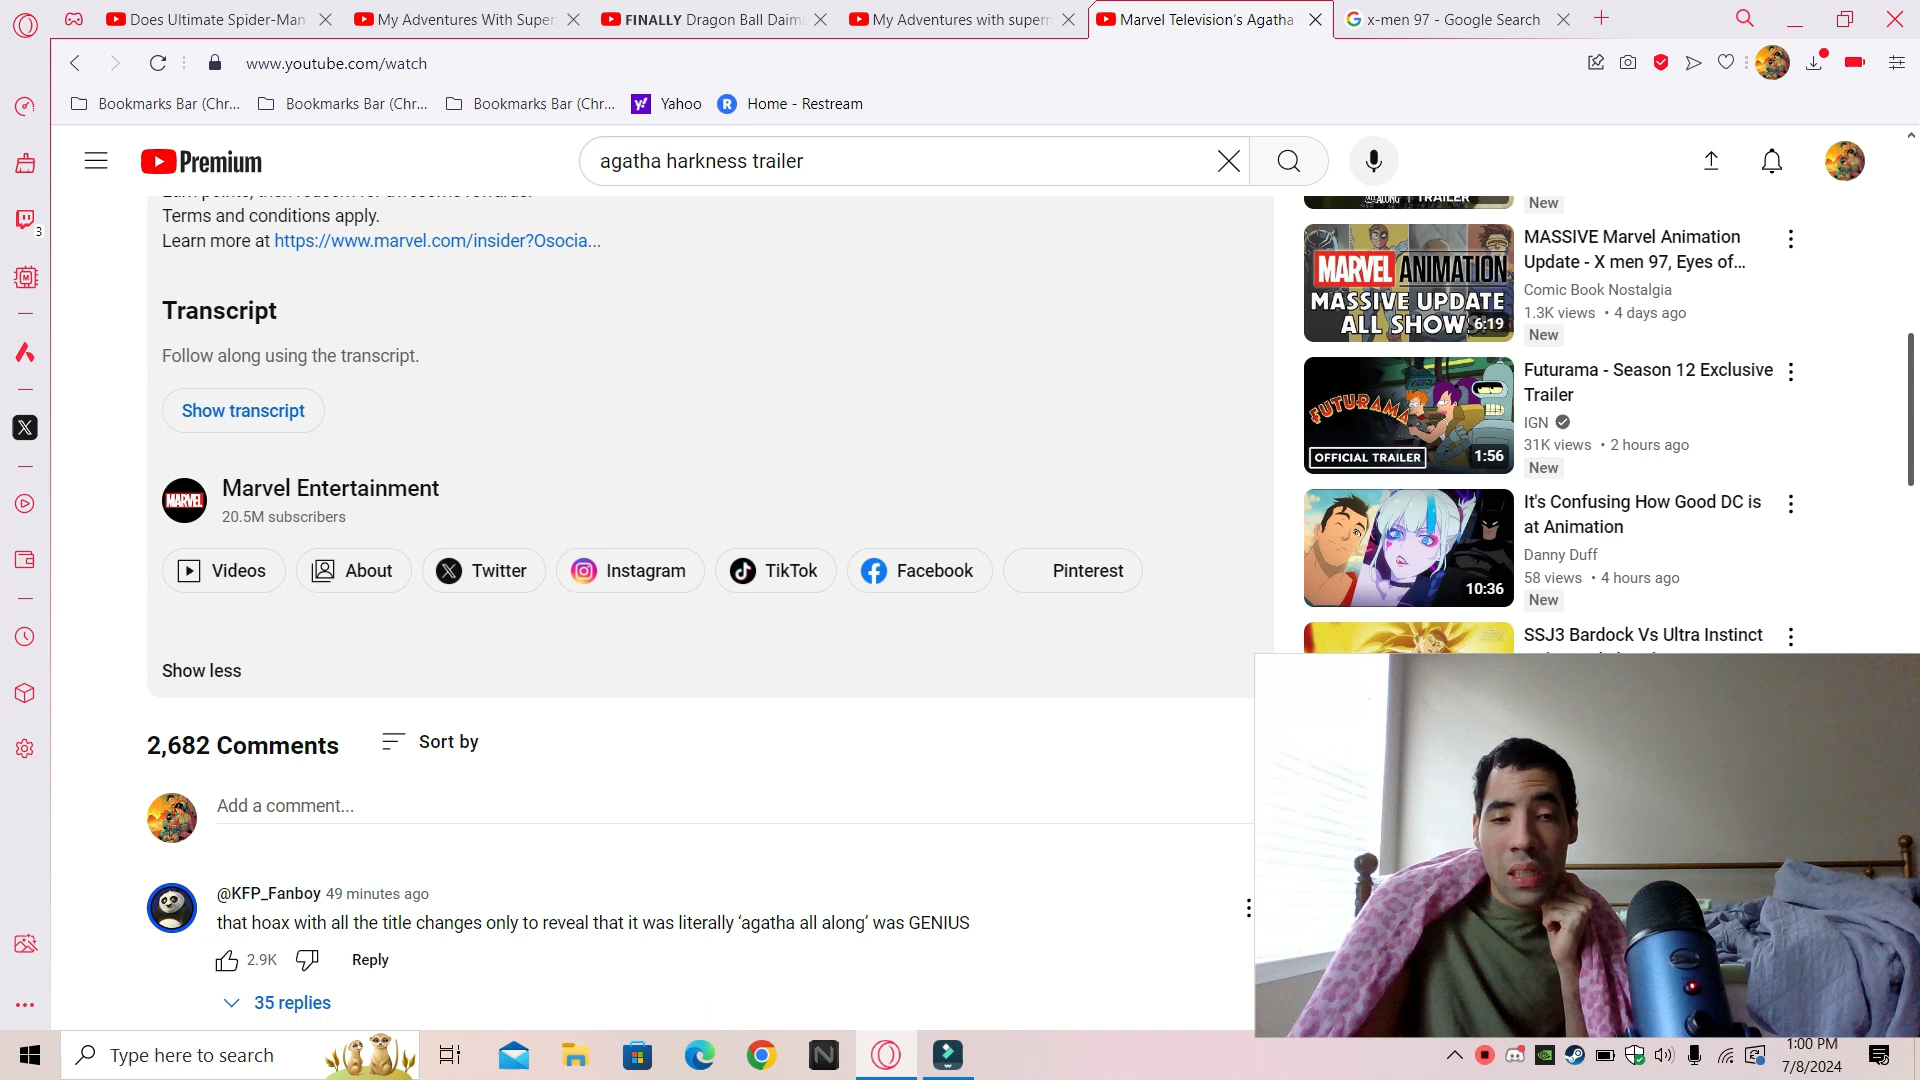 Does Ultimate Spider-Man
My Adventures With Super
FINALLY Dragon Ball Daima
My Adventures with superm
Marvel Television's Agatha
x-men 97 - Google Search
www.youtube.com/watch
Bookmarks Bar (Chr...
Bookmarks Bar (Chr...
Bookmarks Bar (Chr...
Yahoo
Home - Restream
Premium
agatha harkness trailer
Terms and conditions apply.
Learn more at https://www.marvel.com/insider?Osocia...
Transcript
Follow along using the transcript.
Show transcript
MARVEL
Marvel Entertainment
20.5M subscribers
Videos
About
Twitter
Instagram
TikTok
Facebook
Pinterest
Show less
2,682 Comments
Sort by
Add a comment...
@KFP_Fanboy 49 minutes ago
that hoax with all the title changes only to reveal that it was literally ‘agatha all along’ was GENIUS
2.9K
Reply
35 replies
TRAILER
New
MARVEL ANIMATION
MASSIVE UPDATE
ALL SHOWS
6:19
MASSIVE Marvel Animation
Update - X men 97, Eyes of...
Comic Book Nostalgia
1.3K views • 4 days ago
New
FUTURAMA
OFFICIAL TRAILER
1:56
Futurama - Season 12 Exclusive
Trailer
IGN
31K views • 2 hours ago
New
10:36
It's Confusing How Good DC is
at Animation
Danny Duff
58 views • 4 hours ago
New
SSJ3 Bardock Vs Ultra Instinct
3
Type here to search
1:00 PM
7/8/2024